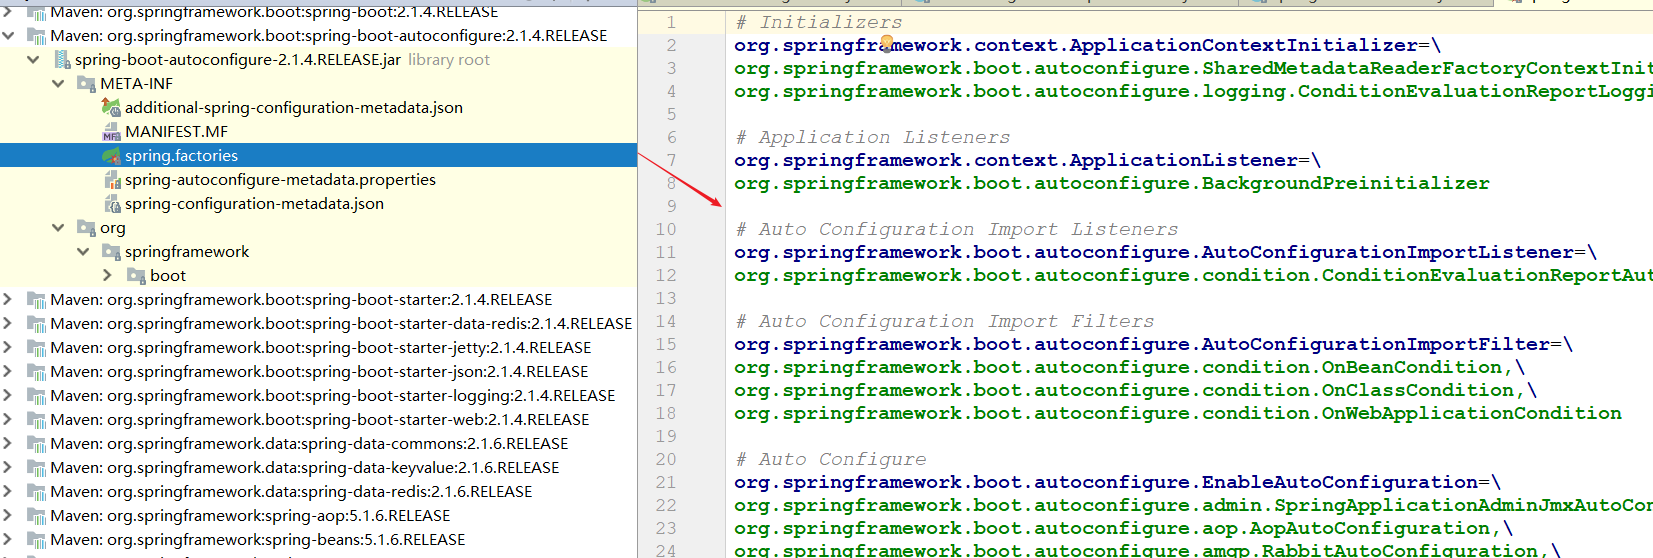 Maven: org.springframework.boot:spring-boot:2.1.4.RELEASE
Maven: org.springframework.boot:spring-boot-autoconfigure:2.1.4.RELEASE
spring-boot-autoconfigure-2.1.4.RELEASE.jar library root
META-INF
additional-spring-configuration-metadata.json
MANIFEST.MF
spring.factories
spring-autoconfigure-metadata.properties
spring-configuration-metadata.json
org
springframework
boot
Maven: org.springframework.boot:spring-boot-starter:2.1.4.RELEASE
Maven: org.springframework.boot:spring-boot-starter-data-redis:2.1.4.RELEASE
Maven: org.springframework.boot:spring-boot-starter-jetty:2.1.4.RELEASE
Maven: org.springframework.boot:spring-boot-starter-json:2.1.4.RELEASE
Maven: org.springframework.boot:spring-boot-starter-logging:2.1.4.RELEASE
Maven: org.springframework.boot:spring-boot-starter-web:2.1.4.RELEASE
Maven: org.springframework.data:spring-data-commons:2.1.6.RELEASE
Maven: org.springframework.data:spring-data-keyvalue:2.1.6.RELEASE
Maven: org.springframework.data:spring-data-redis:2.1.6.RELEASE
Maven: org.springframework:spring-aop:5.1.6.RELEASE
Maven: org.springframework:spring-beans:5.1.6.RELEASE
1 # Initializers
2 org.springframework.context.ApplicationContextInitializer=\
3 org.springframework.boot.autoconfigure.SharedMetadataReaderFactoryContextInit
4 org.springframework.boot.autoconfigure.logging.ConditionEvaluationReportLoggi
5
6 # Application Listeners
7 org.springframework.context.ApplicationListener=\
8 org.springframework.boot.autoconfigure.BackgroundPreinitializer
9
10 # Auto Configuration Import Listeners
11 org.springframework.boot.autoconfigure.AutoConfigurationImportListener=\
12 org.springframework.boot.autoconfigure.condition.ConditionEvaluationReportAut
13
14 # Auto Configuration Import Filters
15 org.springframework.boot.autoconfigure.AutoConfigurationImportFilter=\
16 org.springframework.boot.autoconfigure.condition.OnBeanCondition,\
17 org.springframework.boot.autoconfigure.condition.OnClassCondition,\
18 org.springframework.boot.autoconfigure.condition.OnWebApplicationCondition
19
20 # Auto Configure
21 org.springframework.boot.autoconfigure.EnableAutoConfiguration=\
22 org.springframework.boot.autoconfigure.admin.SpringApplicationAdminJmxAutoCon
23 org.springframework.boot.autoconfigure.aop.AopAutoConfiguration,\
24 org.springframework.boot.autoconfigure.amqp.RabbitAutoConfiguration,\